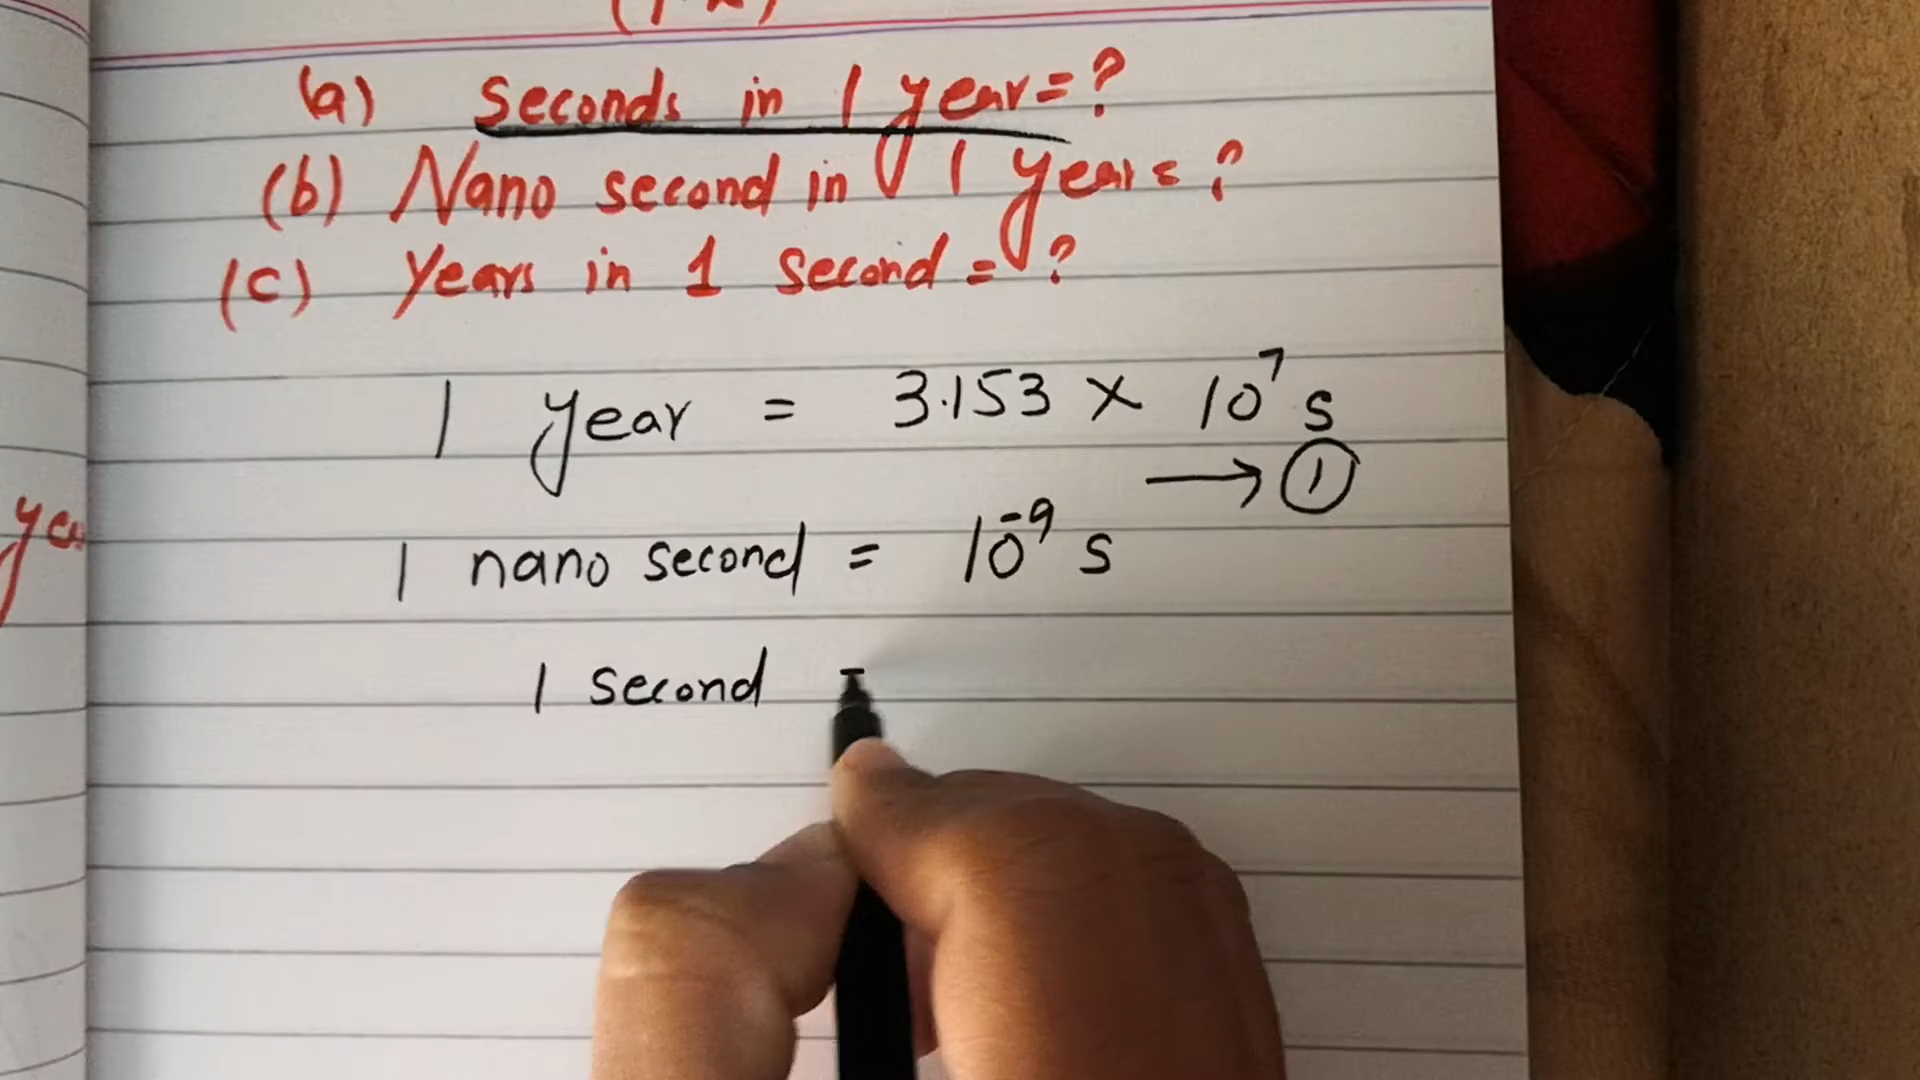 (a) Seconds in 1 year = ?
(b) Nano second in 1 year = ?
(c) Years in 1 second = ?
1 year = 3.153 × 10⁷ s
→ ①
1 nano second = 10⁻⁹ s
1 second -